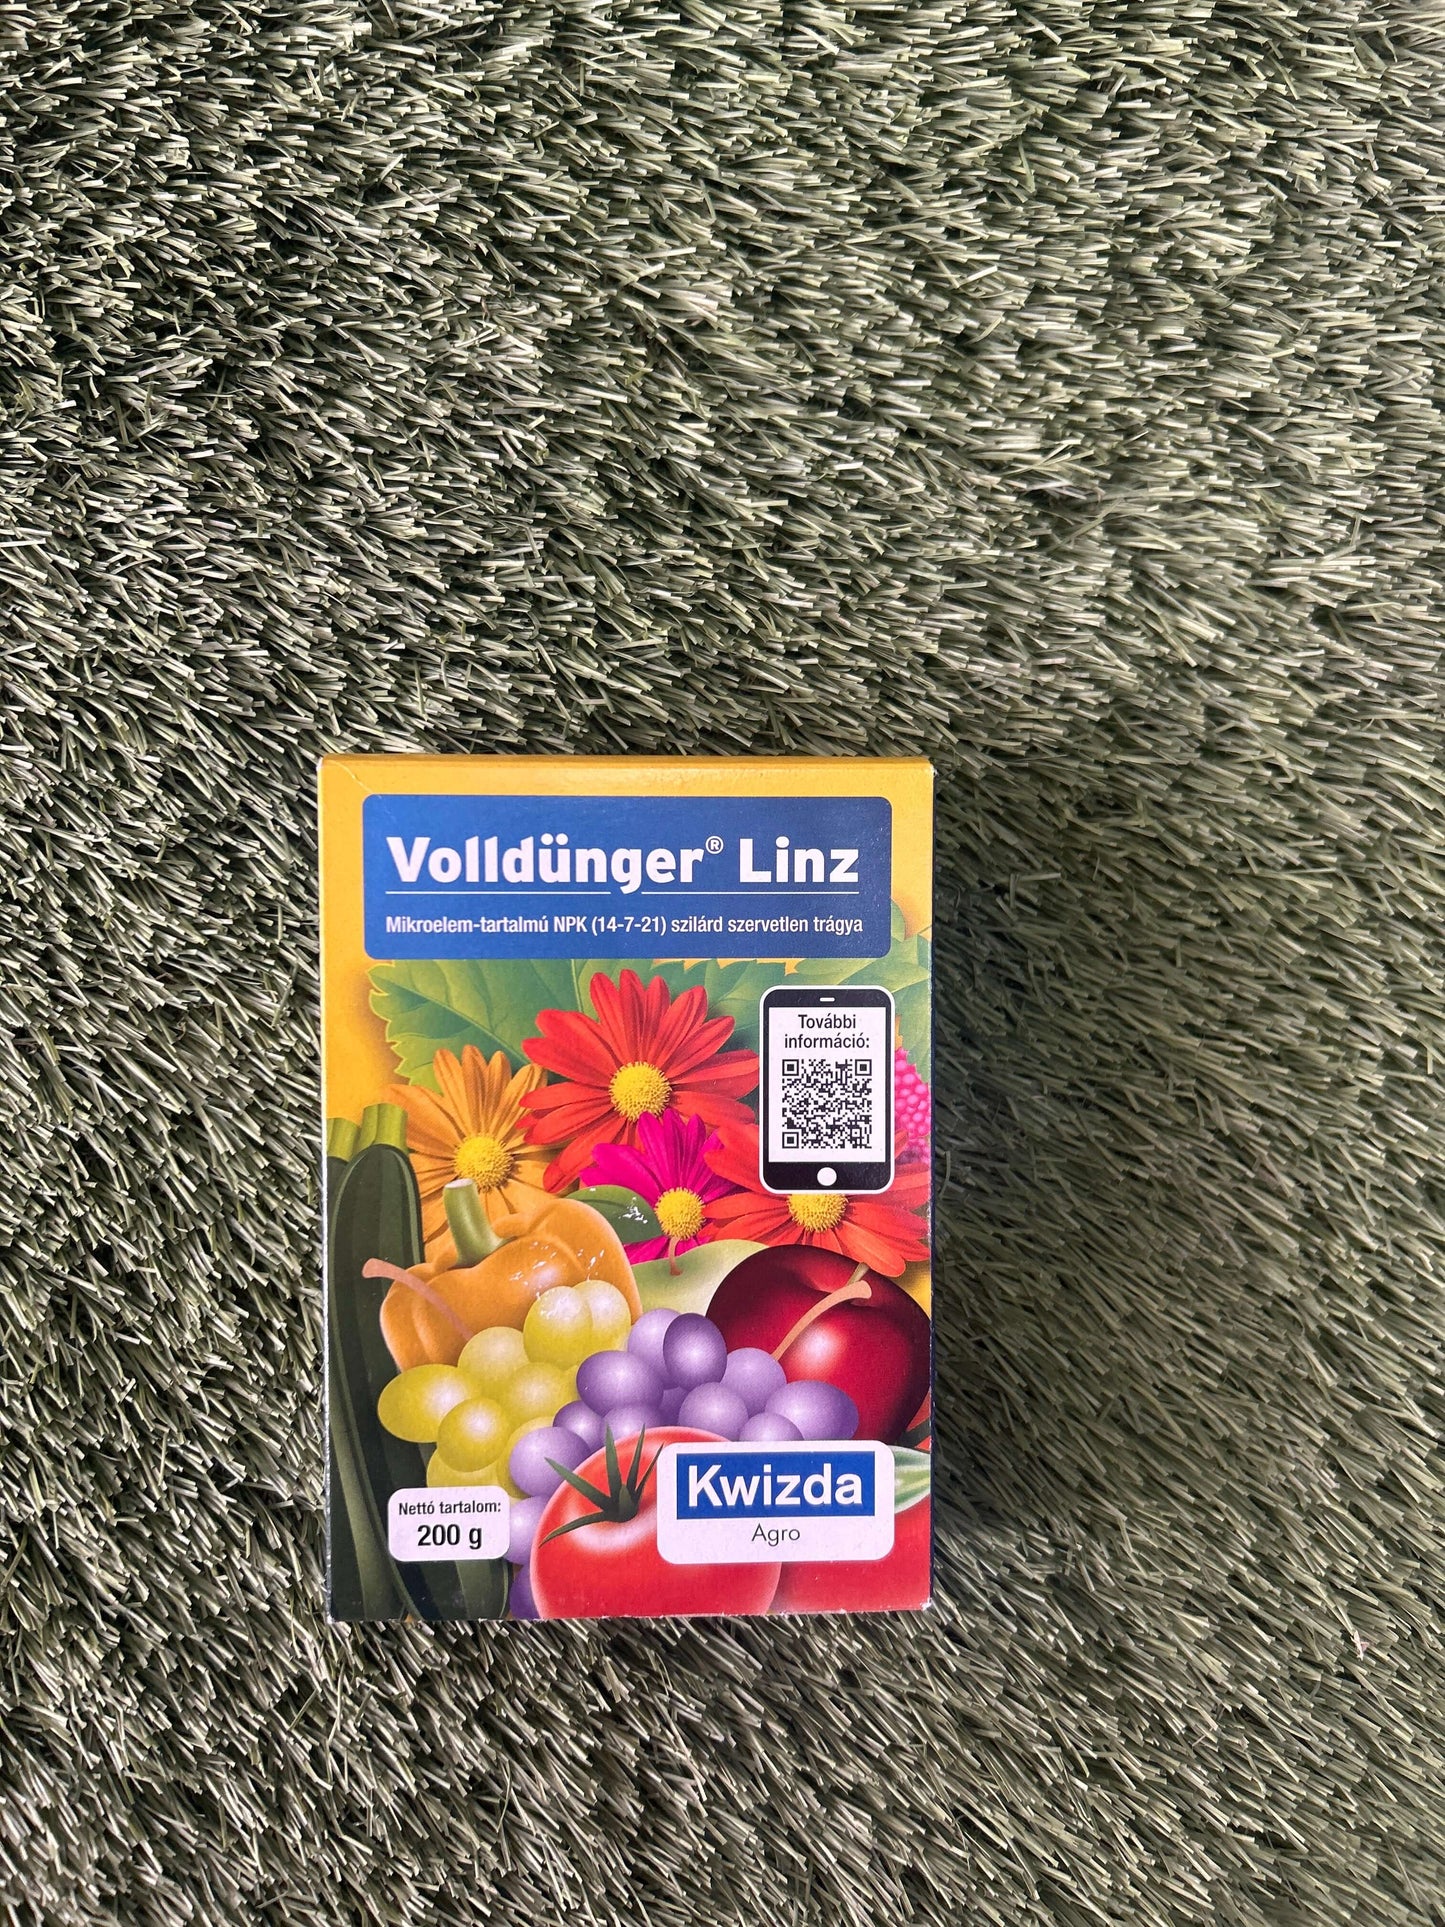 Volldünger® Linz
Mikroelem-tartalmú NPK (14-7-21) szilárd szervetlen trágya
További
információ:
Nettó tartalom:
200 g
Kwizda
Agro